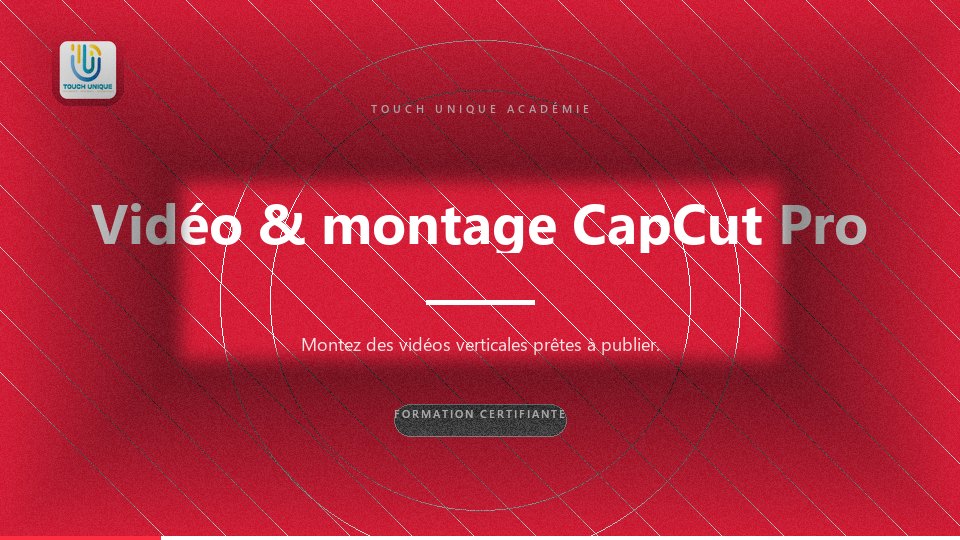 TOUCH UNIQUE
TOUCH UNIQUE ACADÉMIE
Vidéo & montage CapCut Pro
Montez des vidéos verticales prêtes à publier.
FORMATION CERTIFIANTE